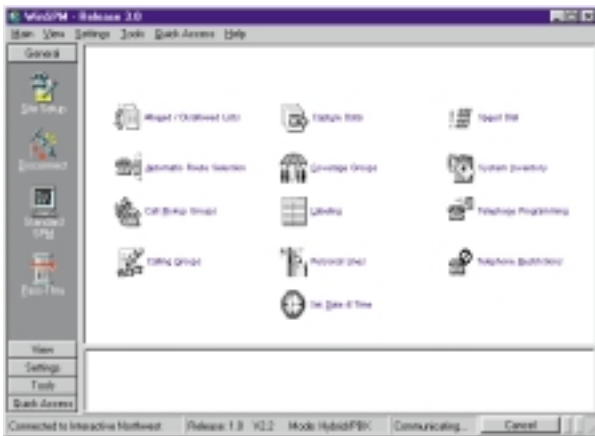 WinSPM - Release 3.0
Main View Settings Tools Quick Access Help
General
Site Setup
Disconnect
Standard SPM
Pass-Thru
Allowed / Disallowed Lists
Capture Data
Speed Dial
Automatic Route Selection
Coverage Groups
System Inventory
Call Pickup Groups
Labeling
Telephone Programming
Calling Groups
Personal Lines
Telephone Restrictions
Set Date & Time
View
Settings
Tools
Quick Access
Connected to Interactive Northwest
Release: 1.0 V2.2
Mode: Hybrid/PBX
Communicating...
Cancel